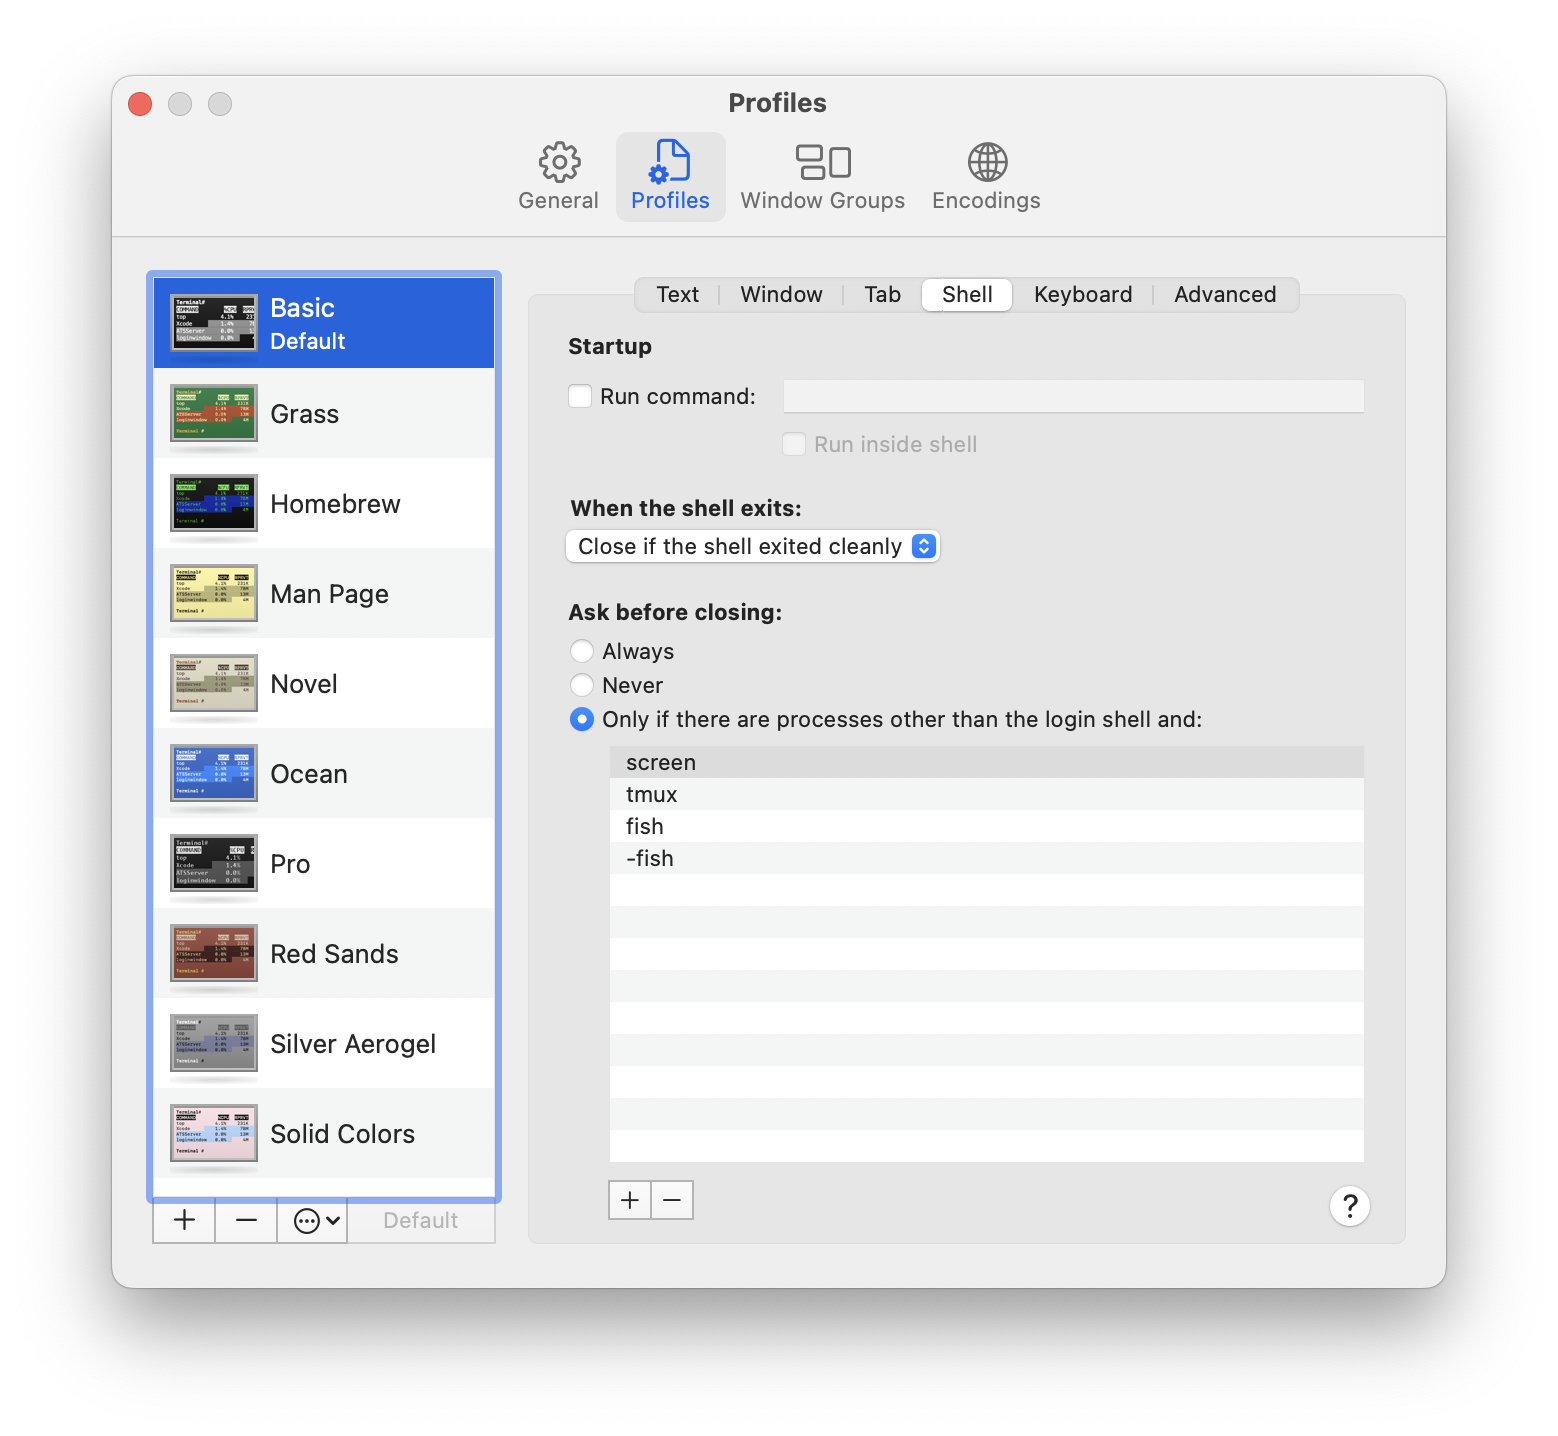 Profiles
General
Profiles
Window Groups
Encodings
Basic
Default
Grass
Homebrew
Man Page
Novel
Ocean
Pro
Red Sands
Silver Aerogel
Solid Colors
Default
Text
Window
Tab
Shell
Keyboard
Advanced
Startup
Run command:
Run inside shell
When the shell exits:
Close if the shell exited cleanly
Ask before closing:
Always
Never
Only if there are processes other than the login shell and:
screen
tmux
fish
-fish
?